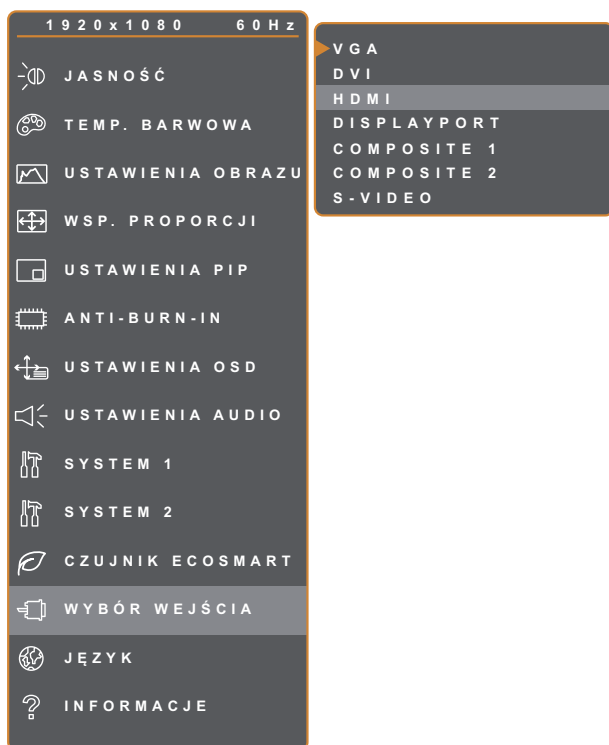 1920x1080 60Hz
JASNOŚĆ
TEMP. BARWOWA
USTAWIENIA OBRAZU
WSP. PROPORCJI
USTAWIENIA PIP
ANTI-BURN-IN
USTAWIENIA OSD
USTAWIENIA AUDIO
SYSTEM 1
SYSTEM 2
CZUJNIK ECOSMART
WYBÓR WEJŚCIA
JĘZYK
INFORMACJE
VGA
DVI
HDMI
DISPLAYPORT
COMPOSITE 1
COMPOSITE 2
S-VIDEO